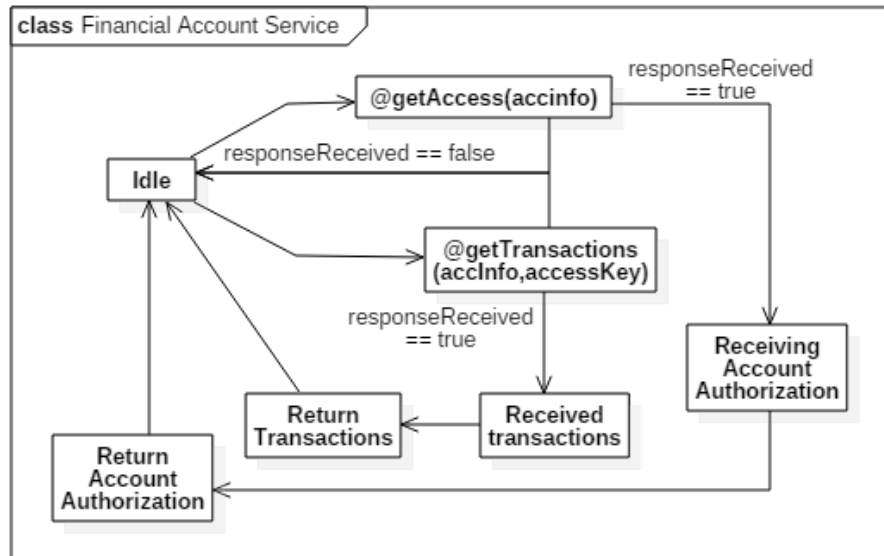 class Financial Account Service
@getAccess(accinfo)
responseReceived
== true
responseReceived == false
Idle
@getTransactions
(accInfo,accessKey)
responseReceived
== true
Receiving
Account
Authorization
Return
Transactions
Received
transactions
Return
Account
Authorization